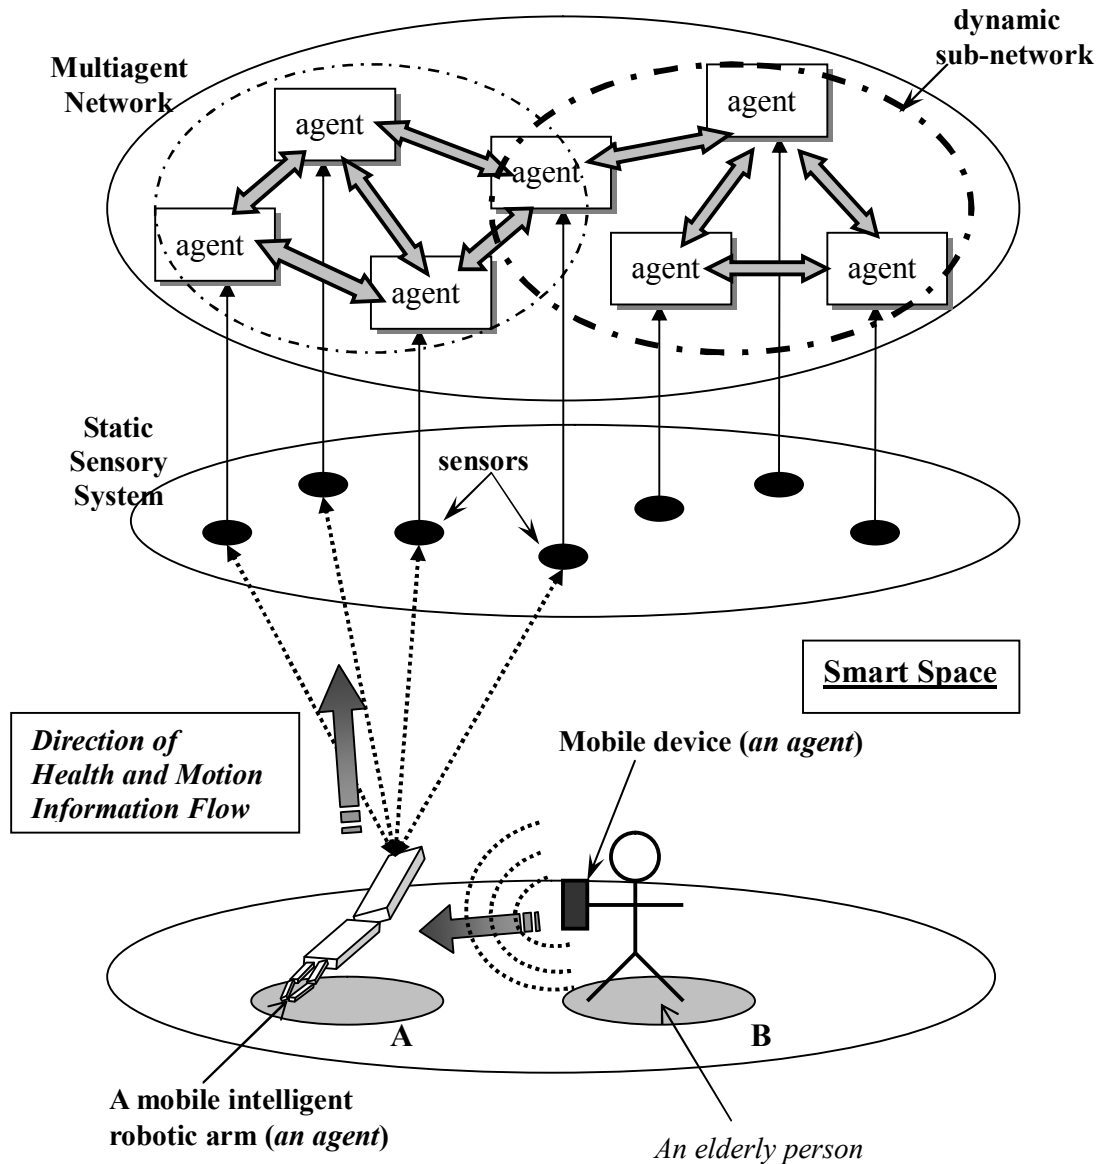 dynamic
sub-network
Multiagent
Network
agent
agent
agent
agent
agent
agent
agent
Static
Sensory
System
sensors
Smart Space
Direction of
Health and Motion
Information Flow
Mobile device (an agent)
A
B
A mobile intelligent
robotic arm (an agent)
An elderly person